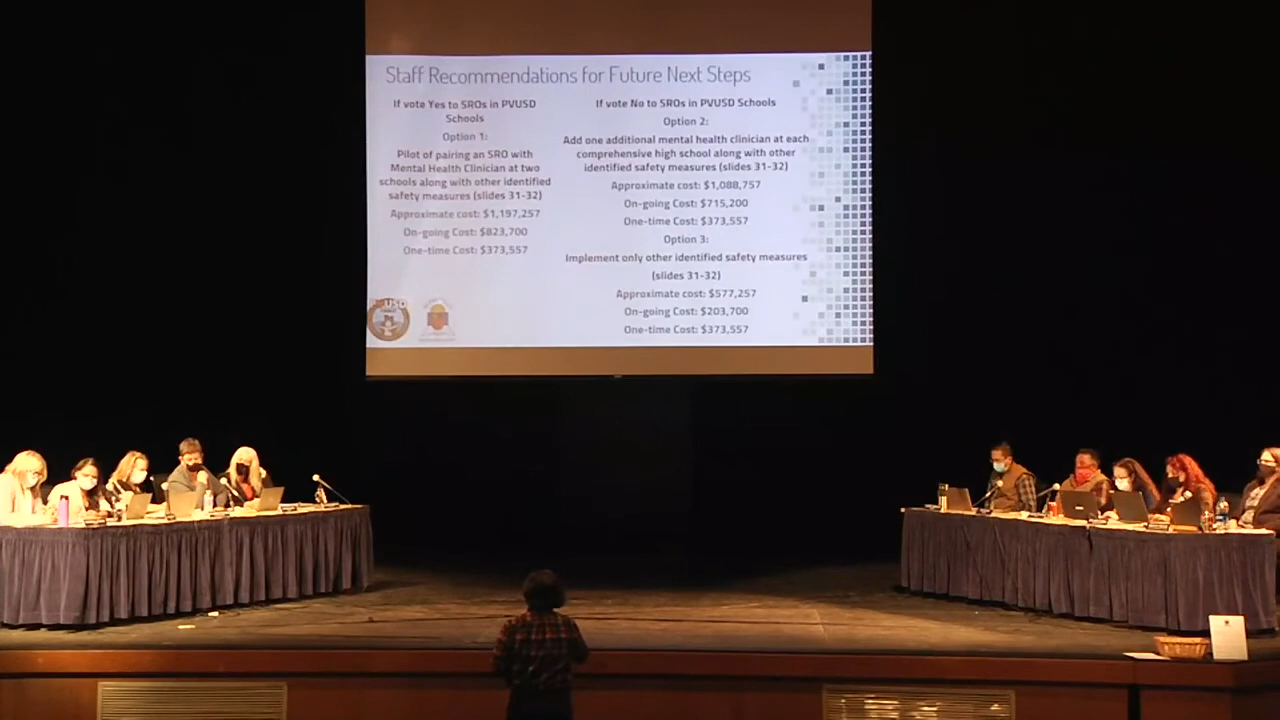 Staff Recommendations for Future Next Steps
If vote Yes to SROs in PVUSD
Schools
Option 1:
Pilot of pairing an SRO with
Mental Health Clinician at two
schools along with other identified
safety measures (slides 31-32)
Approximate cost: $1,197,257
On-going Cost: $823,700
One-time Cost: $373,557
If vote No to SROs in PVUSD Schools
Option 2:
Add one additional mental health clinician at each
comprehensive high school along with other
identified safety measures (slides 31-32)
Approximate cost: $1,088,757
On-going Cost: $715,200
One-time Cost: $373,557
Option 3:
Implement only other identified safety measures
(slides 31-32)
Approximate cost: $577,257
On-going Cost: $203,700
One-time Cost: $373,557